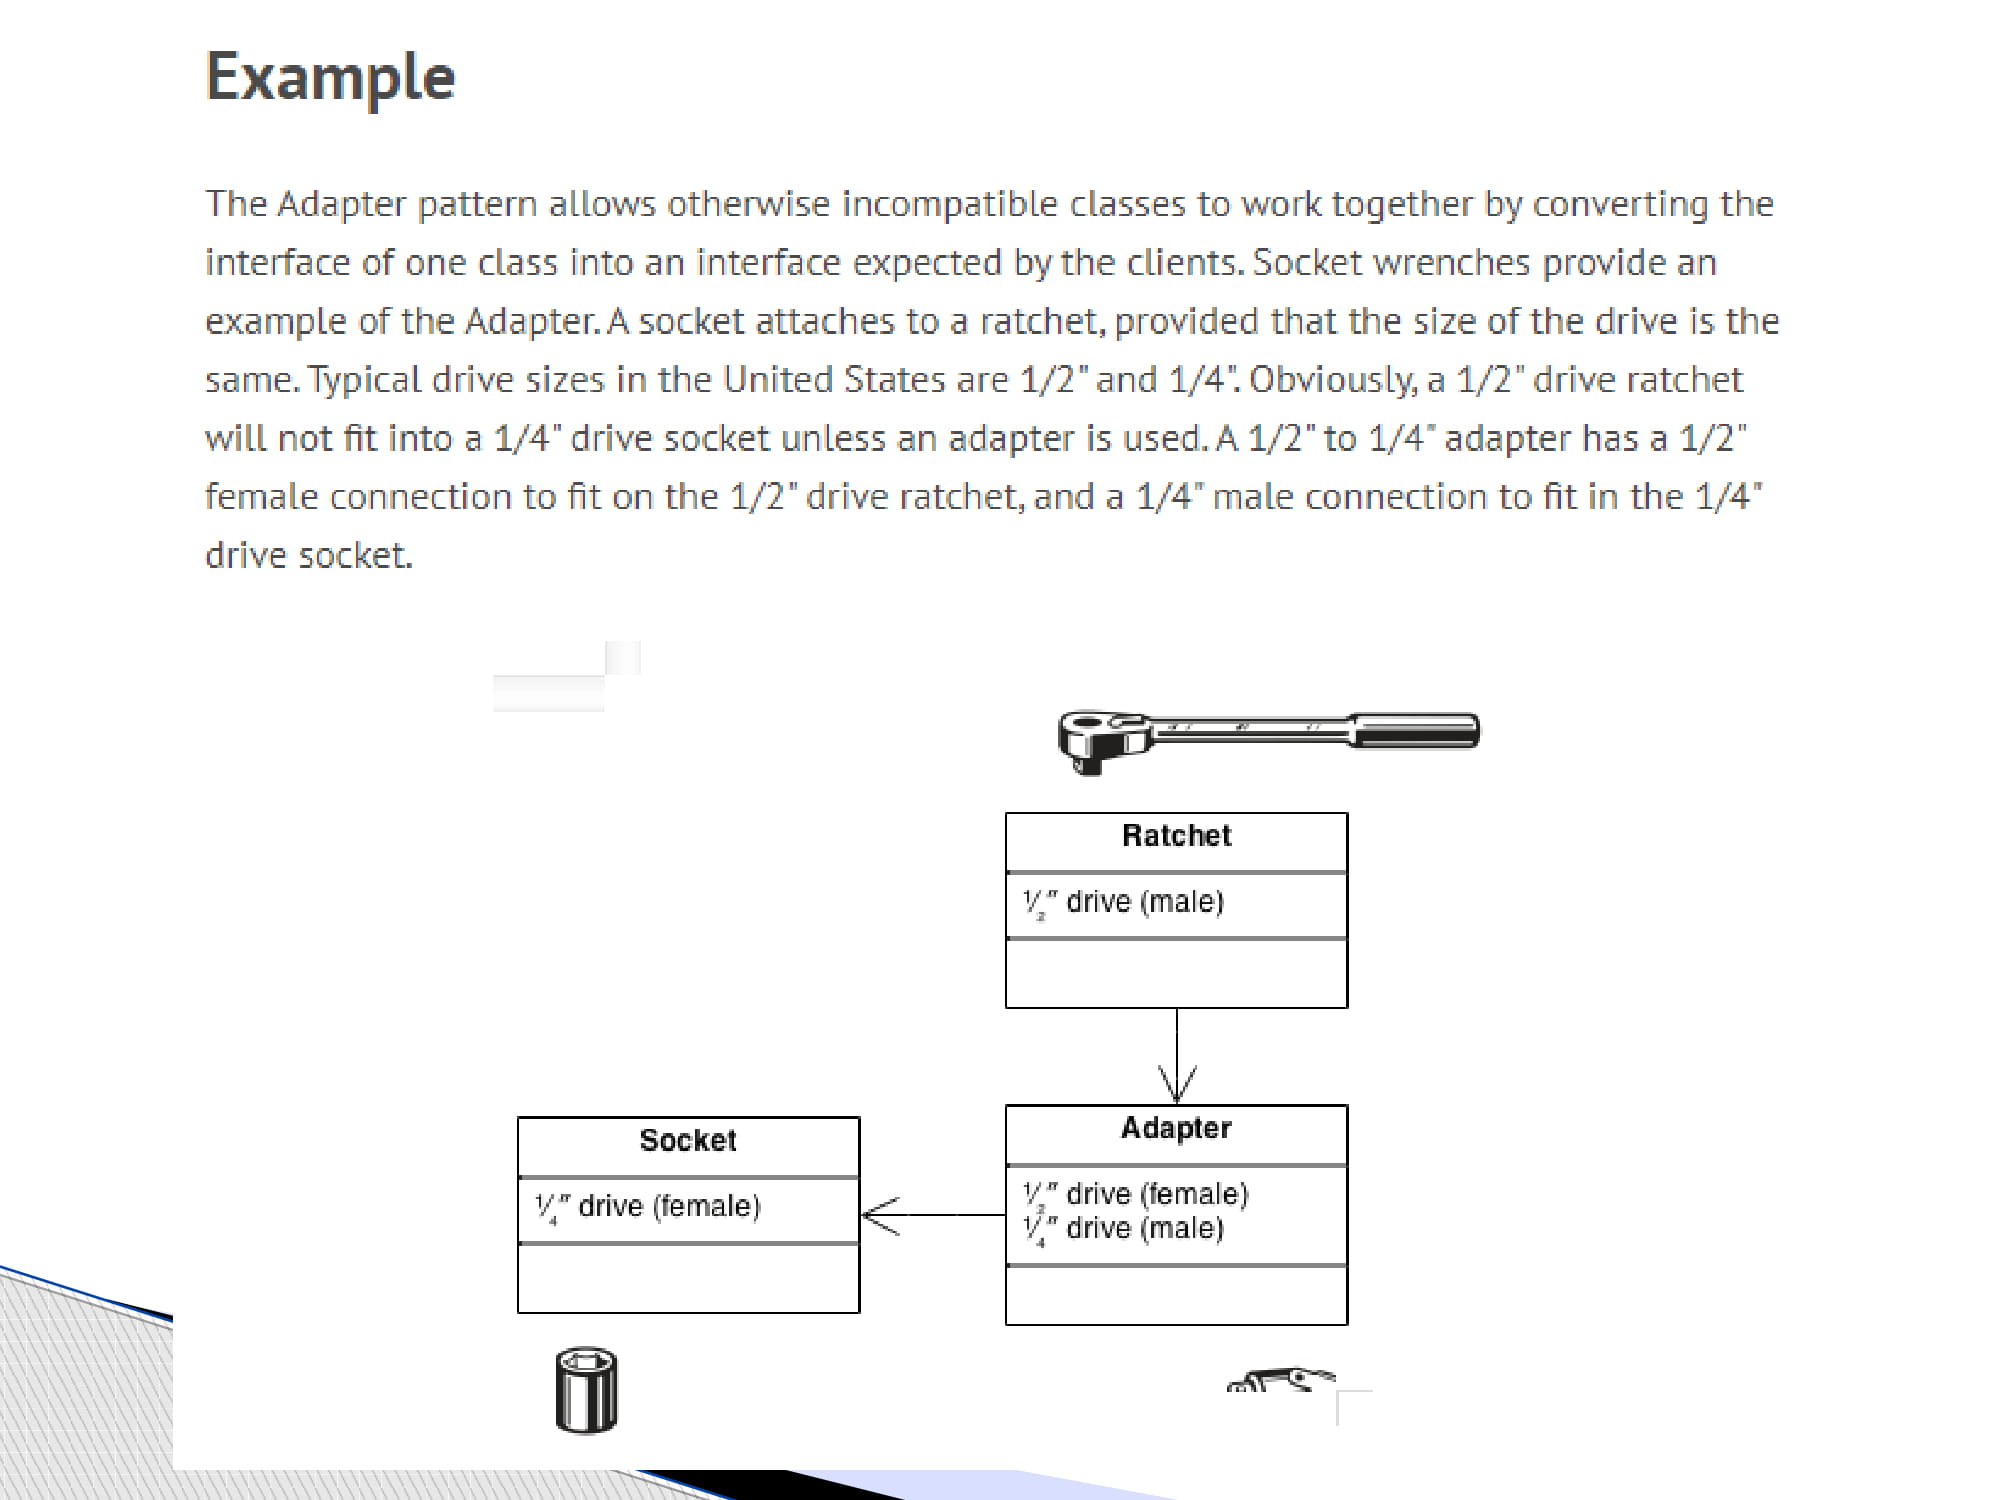 Example
The Adapter pattern allows otherwise incompatible classes to work together by converting the
interface of one class into an interface expected by the clients. Socket wrenches provide an
example of the Adapter. A socket attaches to a ratchet, provided that the size of the drive is the
same. Typical drive sizes in the United States are 1/2" and 1/4". Obviously, a 1/2" drive ratchet
will not fit into a 1/4" drive socket unless an adapter is used. A 1/2" to 1/4" adapter has a 1/2"
female connection to fit on the 1/2" drive ratchet, and a 1/4" male connection to fit in the 1/4"
drive socket.
Ratchet
1/2" drive (male)
Adapter
1/2" drive (female)
1/4" drive (male)
Socket
1/4" drive (female)